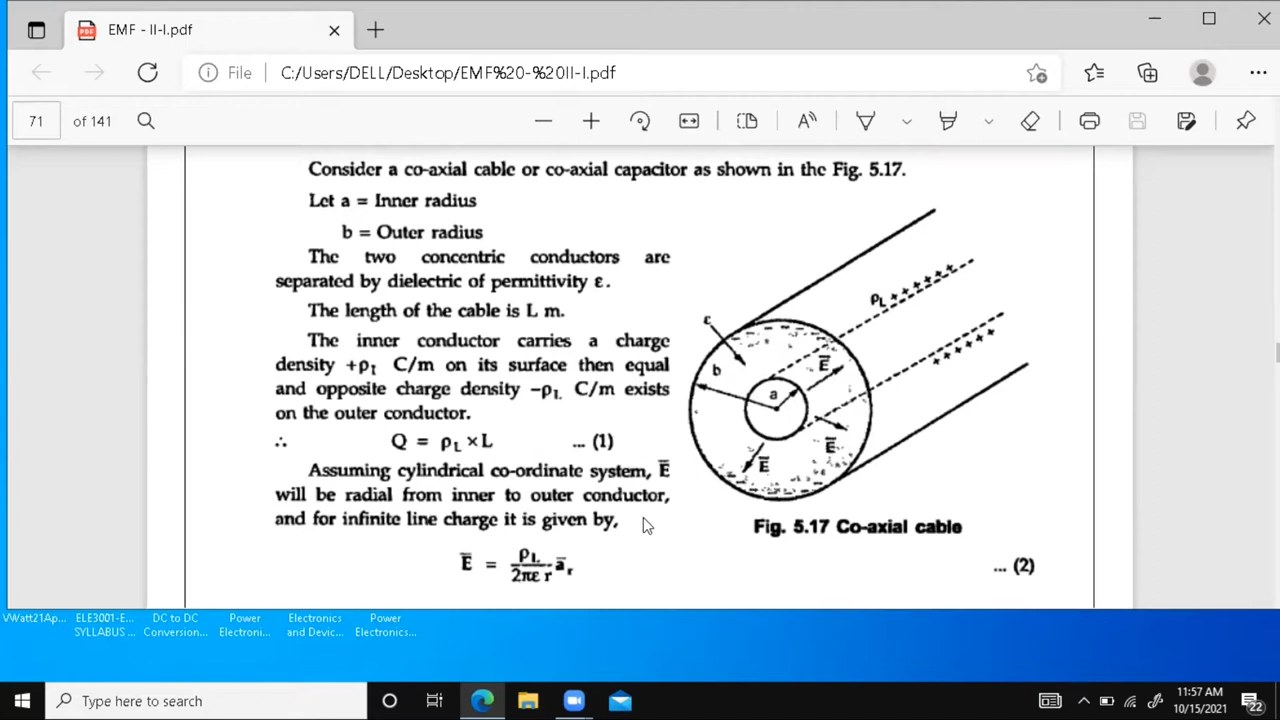 EMF - II-I.pdf
File
C:/Users/DELL/Desktop/EMF%20-%20II-I.pdf
71 of 141
Consider a co-axial cable or co-axial capacitor as shown in the Fig. 5.17.
Let a = Inner radius
b = Outer radius
The two concentric conductors are
separated by dielectric of permittivity ε.
The length of the cable is L m.
The inner conductor carries a charge
density +ρL C/m on its surface then equal
and opposite charge density -ρL C/m exists
on the outer conductor.
∴ Q = ρL × L ... (1)
Assuming cylindrical co-ordinate system, E̅
will be radial from inner to outer conductor,
and for infinite line charge it is given by,
E̅ = ρL / 2πε r a̅r ... (2)
ρL
ε
b
a
E̅
E̅
E̅
Fig. 5.17 Co-axial cable
VWatt21Ap...
ELE3001-E...
SYLLABUS ...
DC to DC
Conversion...
Power
Electroni...
Electronics
and Devic...
Power
Electronics...
Type here to search
11:57 AM
10/15/2021
22